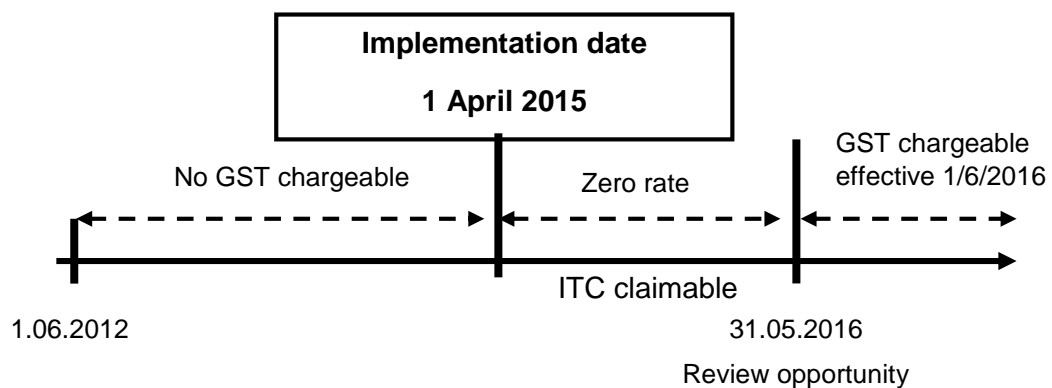 Implementation date
1 April 2015
No GST chargeable
Zero rate
GST chargeable
effective 1/6/2016
ITC claimable
1.06.2012
31.05.2016
Review opportunity